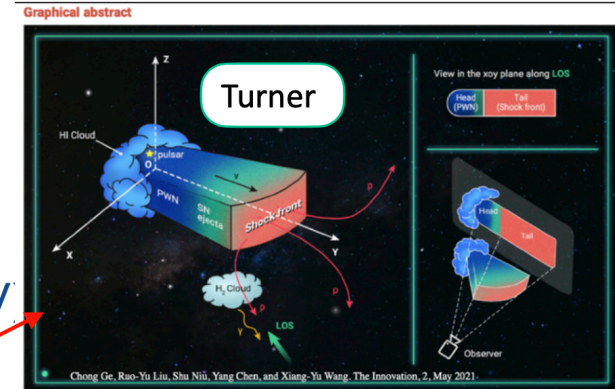 Graphical abstract
Turner
Z
HI Cloud
pulsar
O
PWN
SN
ejecta
v
Shock front
X
Y
p
p
p
H₂ Cloud
γ
LOS
View in the xoy plane along LOS
Head
(PWN)
Tail
(Shock front)
Head
Tail
Observer
y
Chong Ge, Ruo-Yu Liu, Shu Niu, Yang Chen, and Xiang-Yu Wang, The Innovation, 2, May 2021